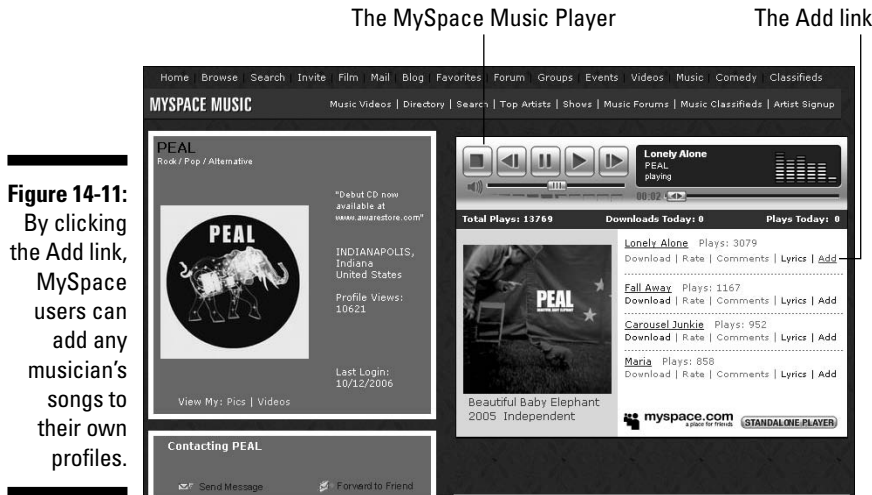 The MySpace Music Player
The Add link
Home Browse Search Invite Film Mail Blog Favorites Forum Groups Events Videos Music Comedy Classifieds
MYSPACE MUSIC
Music Videos | Directory | Search | Top Artists | Shows | Music Forums | Music Classifieds | Artist Signup
PEAL
Rock / Pop / Alternative
"Debut CD now
available at
www.awarestore.com"
PEAL
INDIANAPOLIS,
Indiana
United States
Profile Views:
10621
Last Login:
10/12/2006
View My: Pics | Videos
Contacting PEAL
Send Message
Forward to Friend
Lonely Alone
PEAL
playing
00:02
Total Plays: 13769
Downloads Today: 0
Plays Today: 0
PEAL
BEAUTIFUL BABY ELEPHANT
Beautiful Baby Elephant
2005 Independent
Lonely Alone Plays: 3079
Download | Rate | Comments | Lyrics | Add
Fall Away Plays: 1167
Download | Rate | Comments | Lyrics | Add
Carousel Junkie Plays: 952
Download | Rate | Comments | Lyrics | Add
Maria Plays: 858
Download | Rate | Comments | Lyrics | Add
myspace.com
a place for friends
STANDALONE PLAYER
Figure 14-11:
By clicking
the Add link,
MySpace
users can
add any
musician's
songs to
their own
profiles.